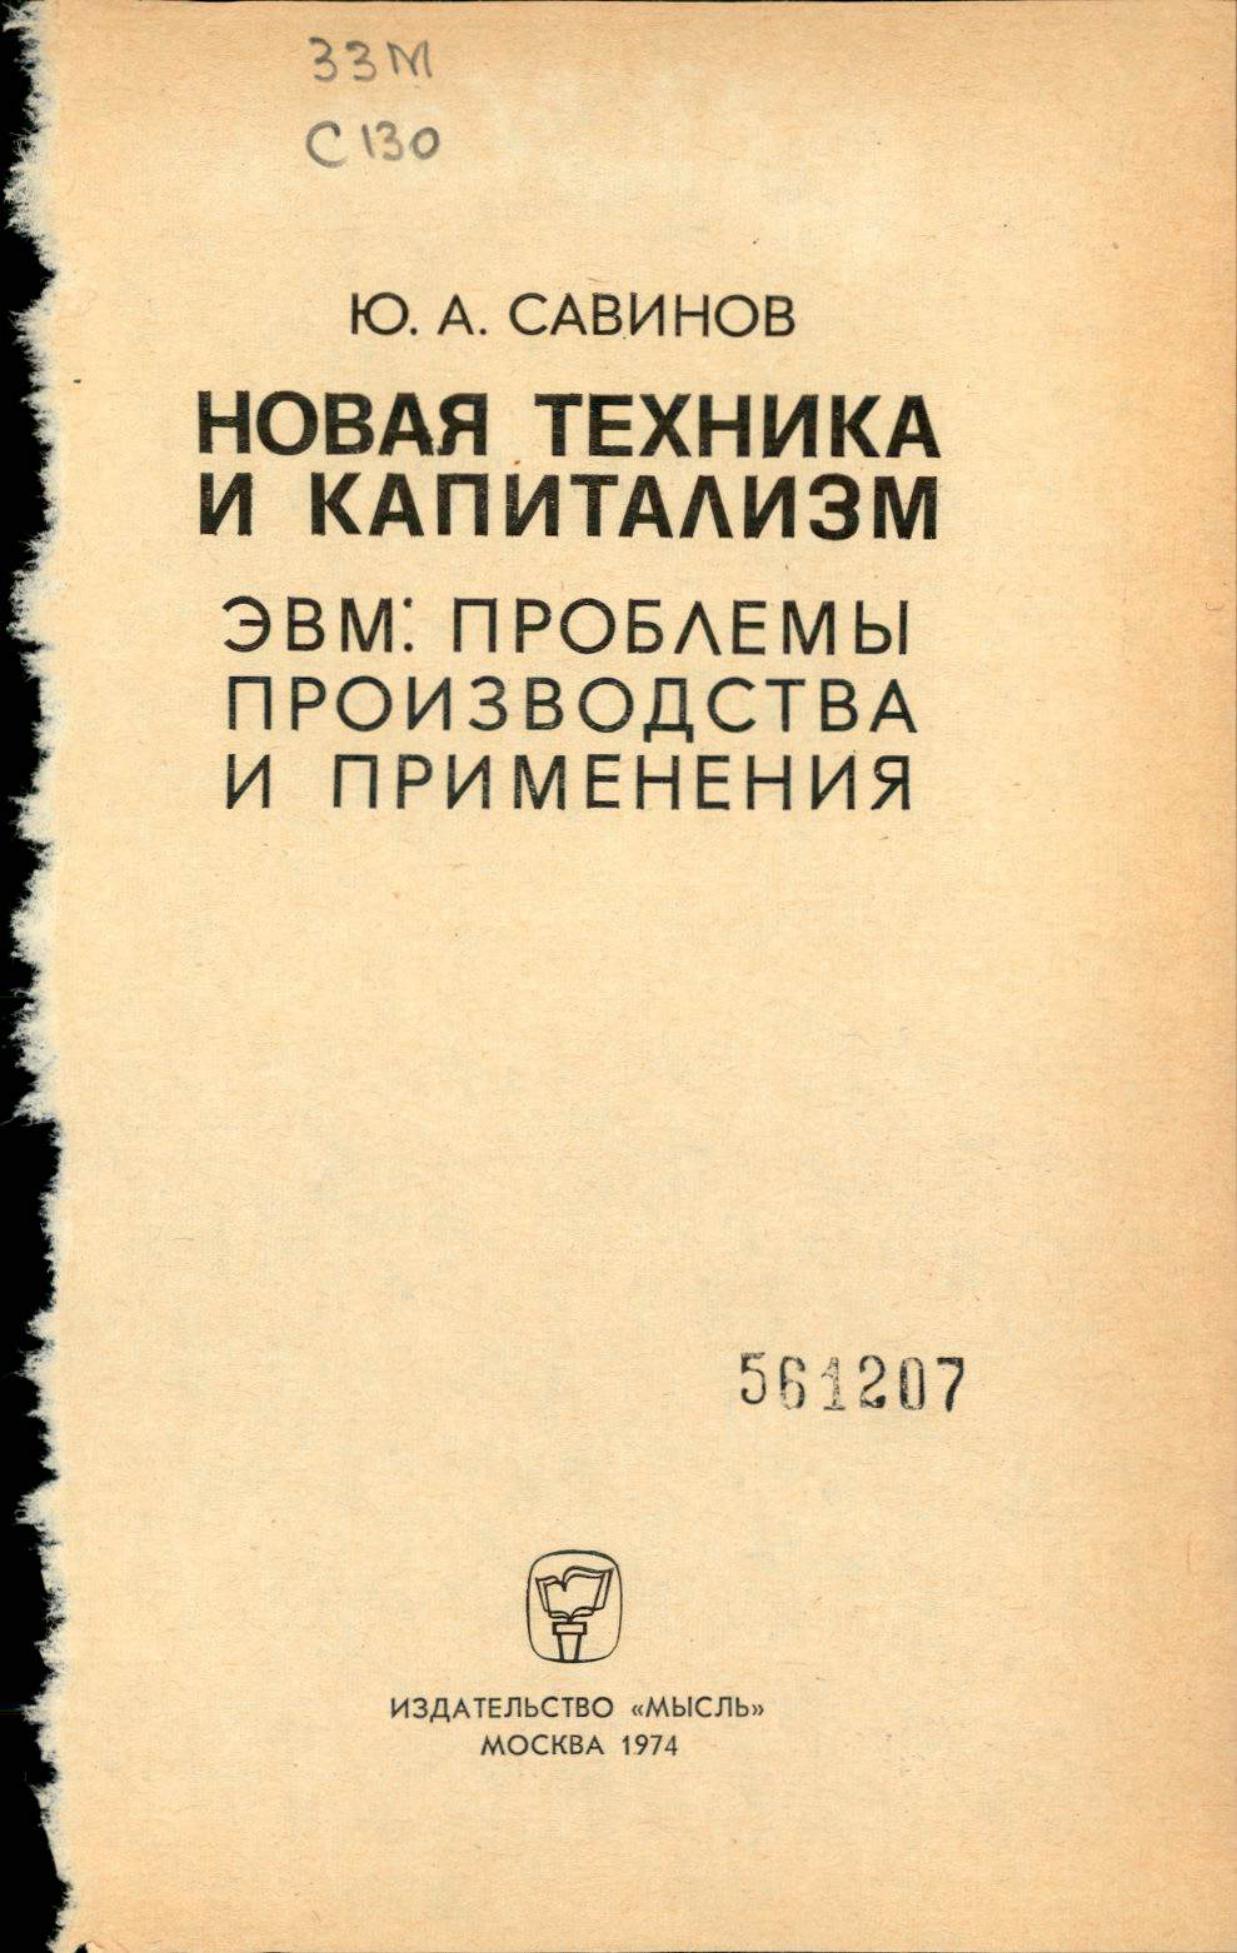 33М
С130
Ю. А. САВИНОВ
НОВАЯ ТЕХНИКА
И КАПИТАЛИЗМ
ЭВМ: ПРОБЛЕМЫ
ПРОИЗВОДСТВА
И ПРИМЕНЕНИЯ
561207
ИЗДАТЕЛЬСТВО «МЫСЛЬ»
МОСКВА 1974